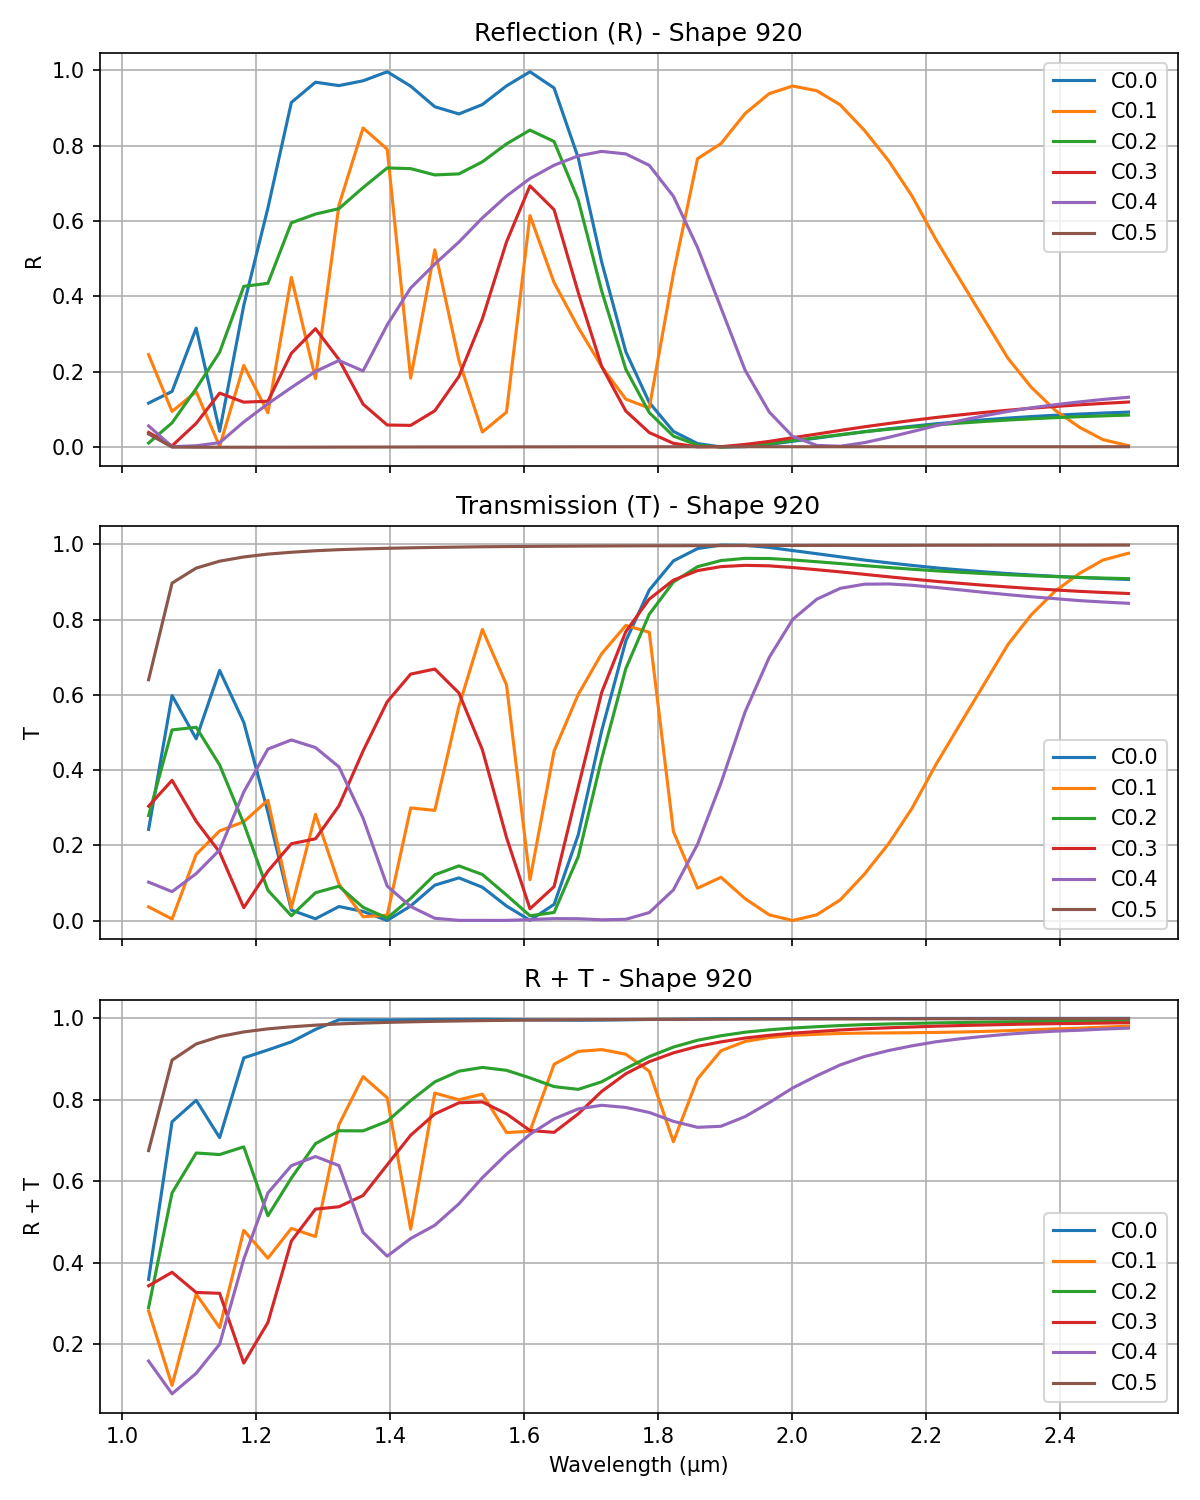 Reflection (R) - Shape 920
1.0
0.8
0.6
0.4
0.2
0.0
R
C0.0
C0.1
C0.2
C0.3
C0.4
C0.5
Transmission (T) - Shape 920
1.0
0.8
0.6
0.4
0.2
0.0
T
C0.0
C0.1
C0.2
C0.3
C0.4
C0.5
R + T - Shape 920
1.0
0.8
0.6
0.4
0.2
R + T
C0.0
C0.1
C0.2
C0.3
C0.4
C0.5
1.0 1.2 1.4 1.6 1.8 2.0 2.2 2.4
Wavelength (μm)